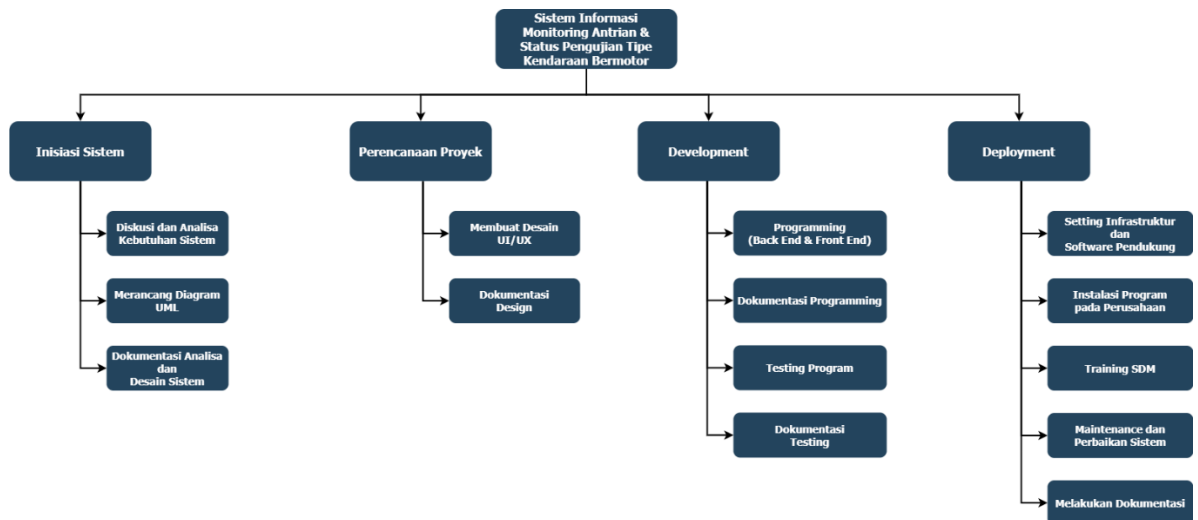 Sistem Informasi
Monitoring Antrian &
Status Pengujian Tipe
Kendaraan Bermotor
Inisiasi Sistem
Perencanaan Proyek
Development
Deployment
Diskusi dan Analisa
Kebutuhan Sistem
Merancang Diagram
UML
Dokumentasi Analisa
dan
Desain Sistem
Membuat Desain
UI/UX
Dokumentasi
Design
Programming
(Back End & Front End)
Dokumentasi Programming
Testing Program
Dokumentasi
Testing
Setting Infrastruktur
dan
Software Pendukung
Instalasi Program
pada Perusahaan
Training SDM
Maintenance dan
Perbaikan Sistem
Melakukan Dokumentasi